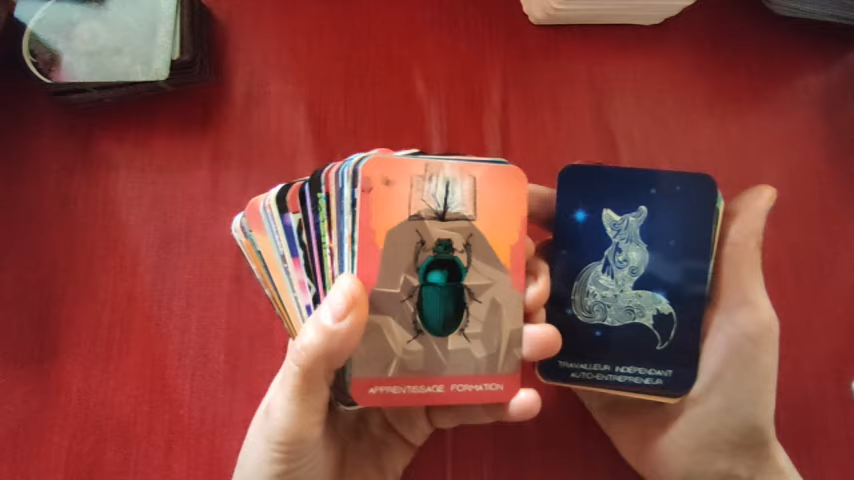 APPRENTISSAGE FORMATION
TRAVAILLEUR INDÉPENDANT
AUTO-ENTREPRENEUR